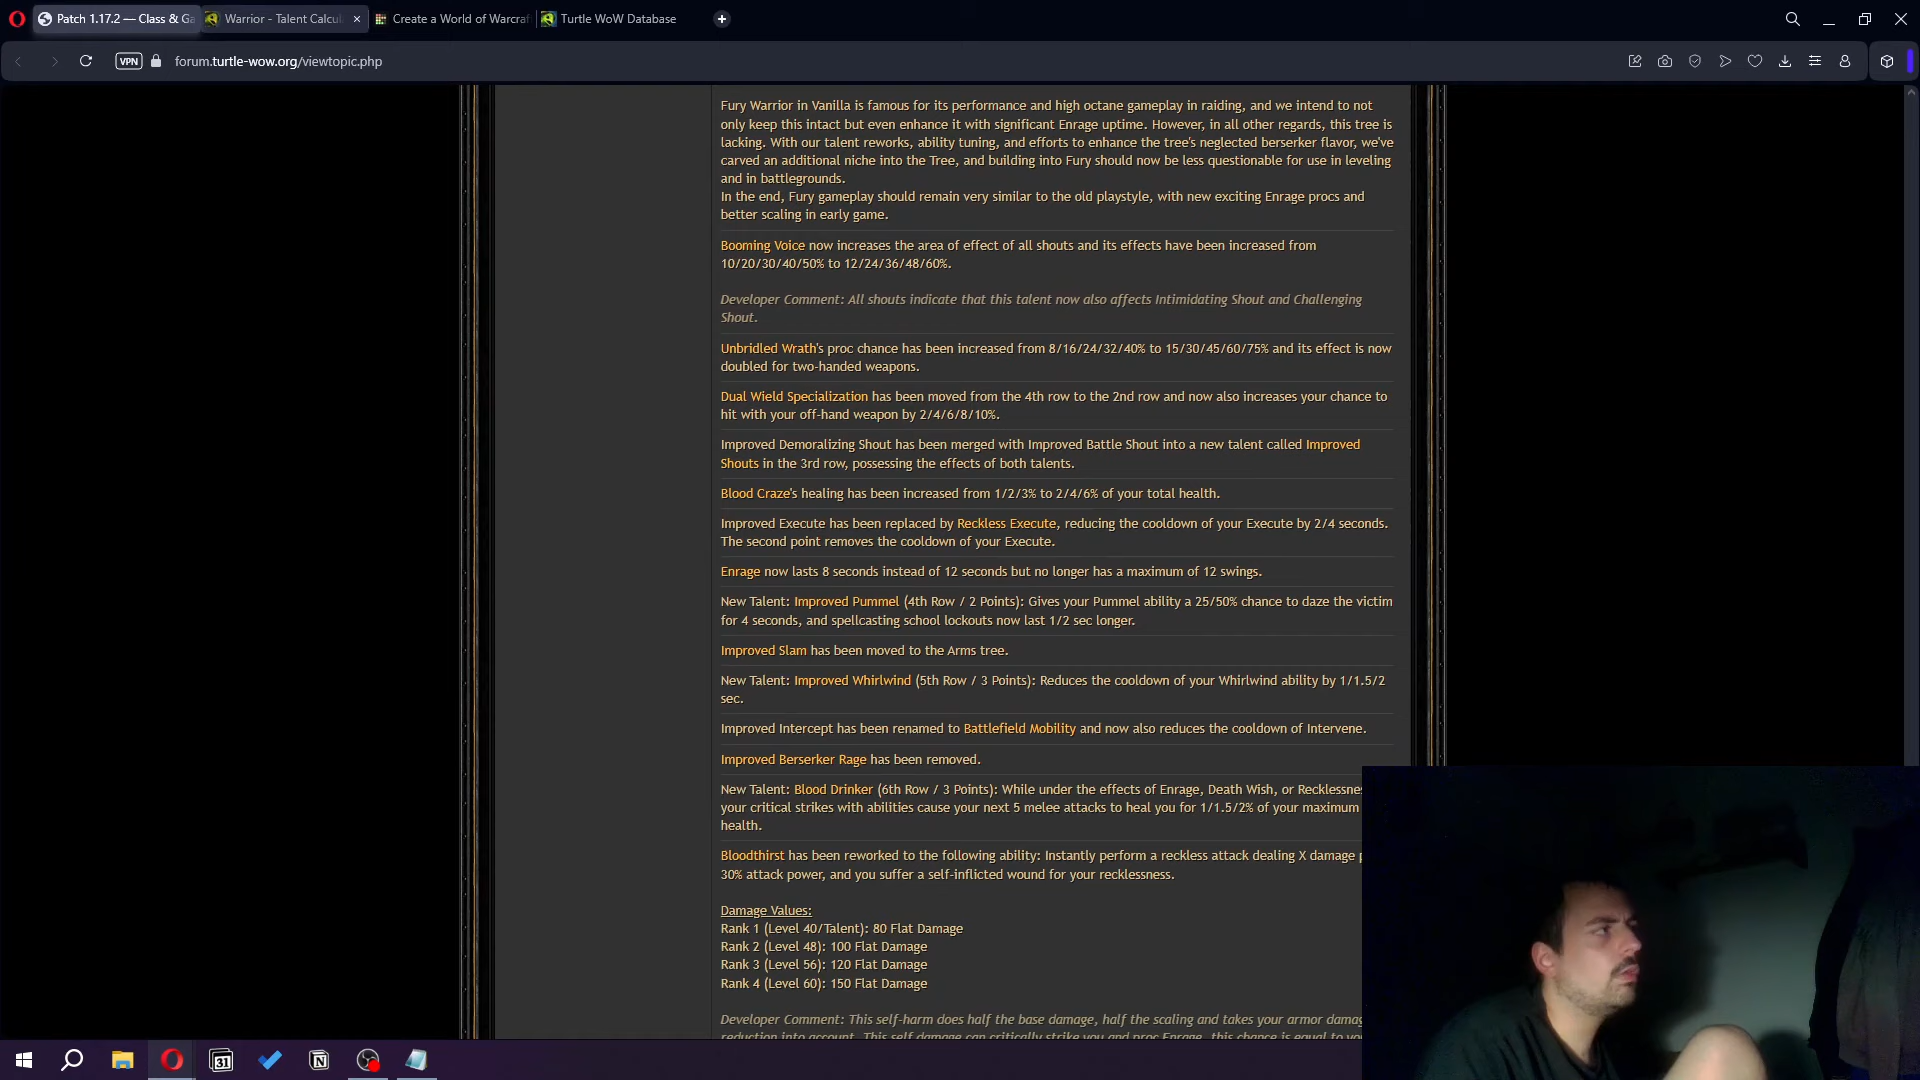 Patch 1.17.2 — Class & Ga
Warrior - Talent Calcu
Create a World of Warcraf
Turtle WoW Database
VPN
forum.turtle-wow.org/viewtopic.php
Fury Warrior in Vanilla is famous for its performance and high octane gameplay in raiding, and we intend to not
only keep this intact but even enhance it with significant Enrage uptime. However, in all other regards, this tree is
lacking. With our talent reworks, ability tuning, and efforts to enhance the tree's neglected berserker flavor, we've
carved an additional niche into the Tree, and building into Fury should now be less questionable for use in leveling
and in battlegrounds.
In the end, Fury gameplay should remain very similar to the old playstyle, with new exciting Enrage procs and
better scaling in early game.
Booming Voice now increases the area of effect of all shouts and its effects have been increased from
10/20/30/40/50% to 12/24/36/48/60%.
Developer Comment: All shouts indicate that this talent now also affects Intimidating Shout and Challenging
Shout.
Unbridled Wrath's proc chance has been increased from 8/16/24/32/40% to 15/30/45/60/75% and its effect is now
doubled for two-handed weapons.
Dual Wield Specialization has been moved from the 4th row to the 2nd row and now also increases your chance to
hit with your off-hand weapon by 2/4/6/8/10%.
Improved Demoralizing Shout has been merged with Improved Battle Shout into a new talent called Improved
Shouts in the 3rd row, possessing the effects of both talents.
Blood Craze's healing has been increased from 1/2/3% to 2/4/6% of your total health.
Improved Execute has been replaced by Reckless Execute, reducing the cooldown of your Execute by 2/4 seconds.
The second point removes the cooldown of your Execute.
Enrage now lasts 8 seconds instead of 12 seconds but no longer has a maximum of 12 swings.
New Talent: Improved Pummel (4th Row / 2 Points): Gives your Pummel ability a 25/50% chance to daze the victim
for 4 seconds, and spellcasting school lockouts now last 1/2 sec longer.
Improved Slam has been moved to the Arms tree.
New Talent: Improved Whirlwind (5th Row / 3 Points): Reduces the cooldown of your Whirlwind ability by 1/1.5/2
sec.
Improved Intercept has been renamed to Battlefield Mobility and now also reduces the cooldown of Intervene.
Improved Berserker Rage has been removed.
New Talent: Blood Drinker (6th Row / 3 Points): While under the effects of Enrage, Death Wish, or Recklessne
your critical strikes with abilities cause your next 5 melee attacks to heal you for 1/1.5/2% of your maximum
health.
Bloodthirst has been reworked to the following ability: Instantly perform a reckless attack dealing X damage p
30% attack power, and you suffer a self-inflicted wound for your recklessness.
Damage Values:
Rank 1 (Level 40/Talent): 80 Flat Damage
Rank 2 (Level 48): 100 Flat Damage
Rank 3 (Level 56): 120 Flat Damage
Rank 4 (Level 60): 150 Flat Damage
Developer Comment: This self-harm does half the base damage, half the scaling and takes your armor damag
reduction into account. This self damage can critically strike you and proc Enrage, this chance is equal to you
31